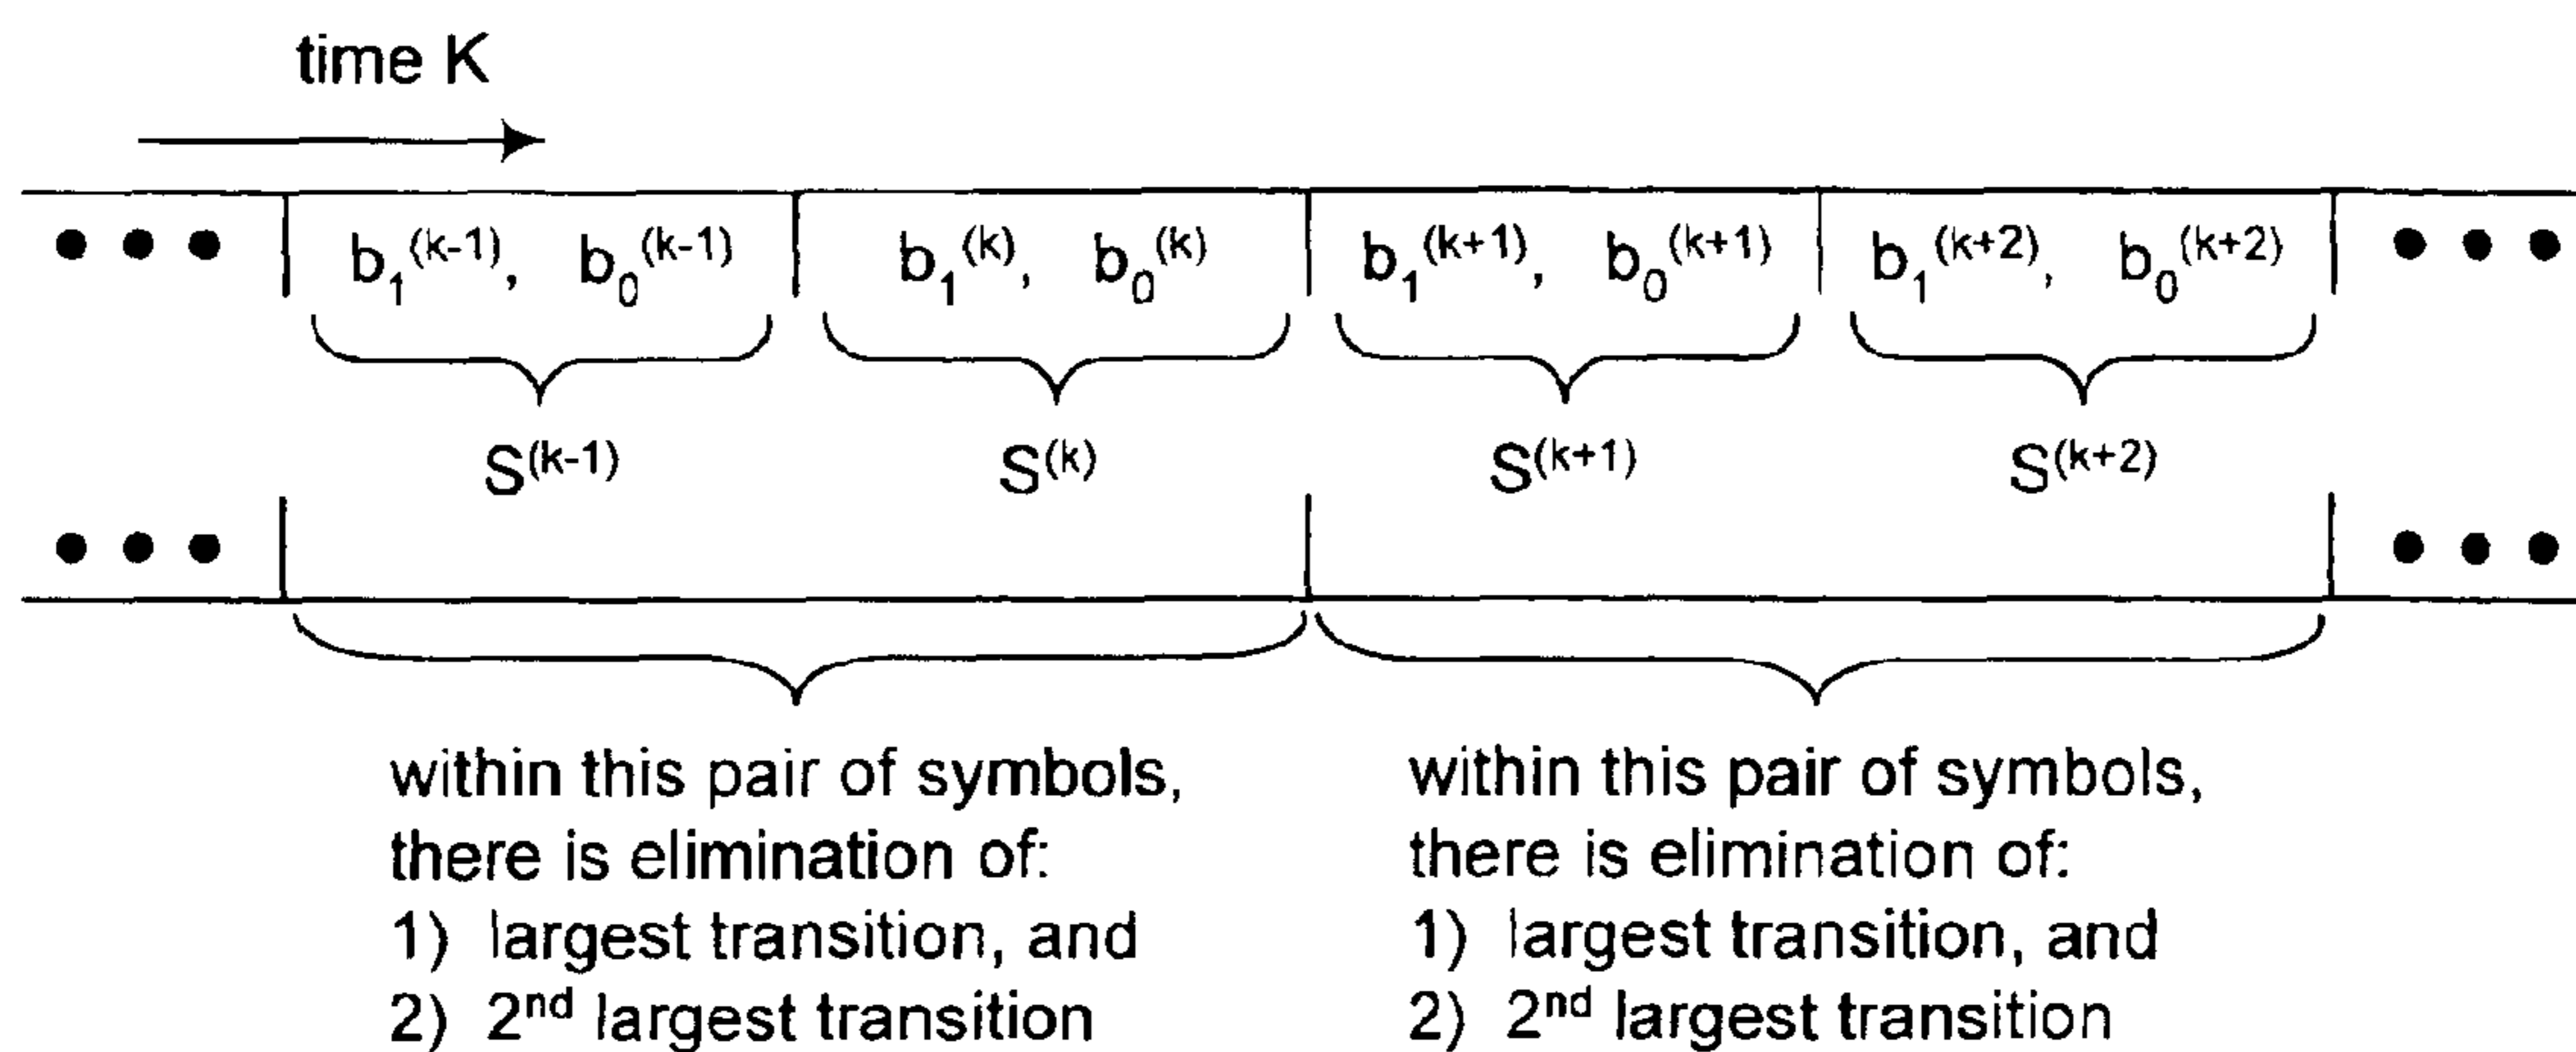 time K
••• b₁⁽ᵏ⁻¹⁾, b₀⁽ᵏ⁻¹⁾ b₁⁽ᵏ⁾, b₀⁽ᵏ⁾ b₁⁽ᵏ⁺¹⁾, b₀⁽ᵏ⁺¹⁾ b₁⁽ᵏ⁺²⁾, b₀⁽ᵏ⁺²⁾ •••
S⁽ᵏ⁻¹⁾ S⁽ᵏ⁾ S⁽ᵏ⁺¹⁾ S⁽ᵏ⁺²⁾
••• •••
within this pair of symbols,
there is elimination of:
1) largest transition, and
2) 2ⁿᵈ largest transition
within this pair of symbols,
there is elimination of:
1) largest transition, and
2) 2ⁿᵈ largest transition